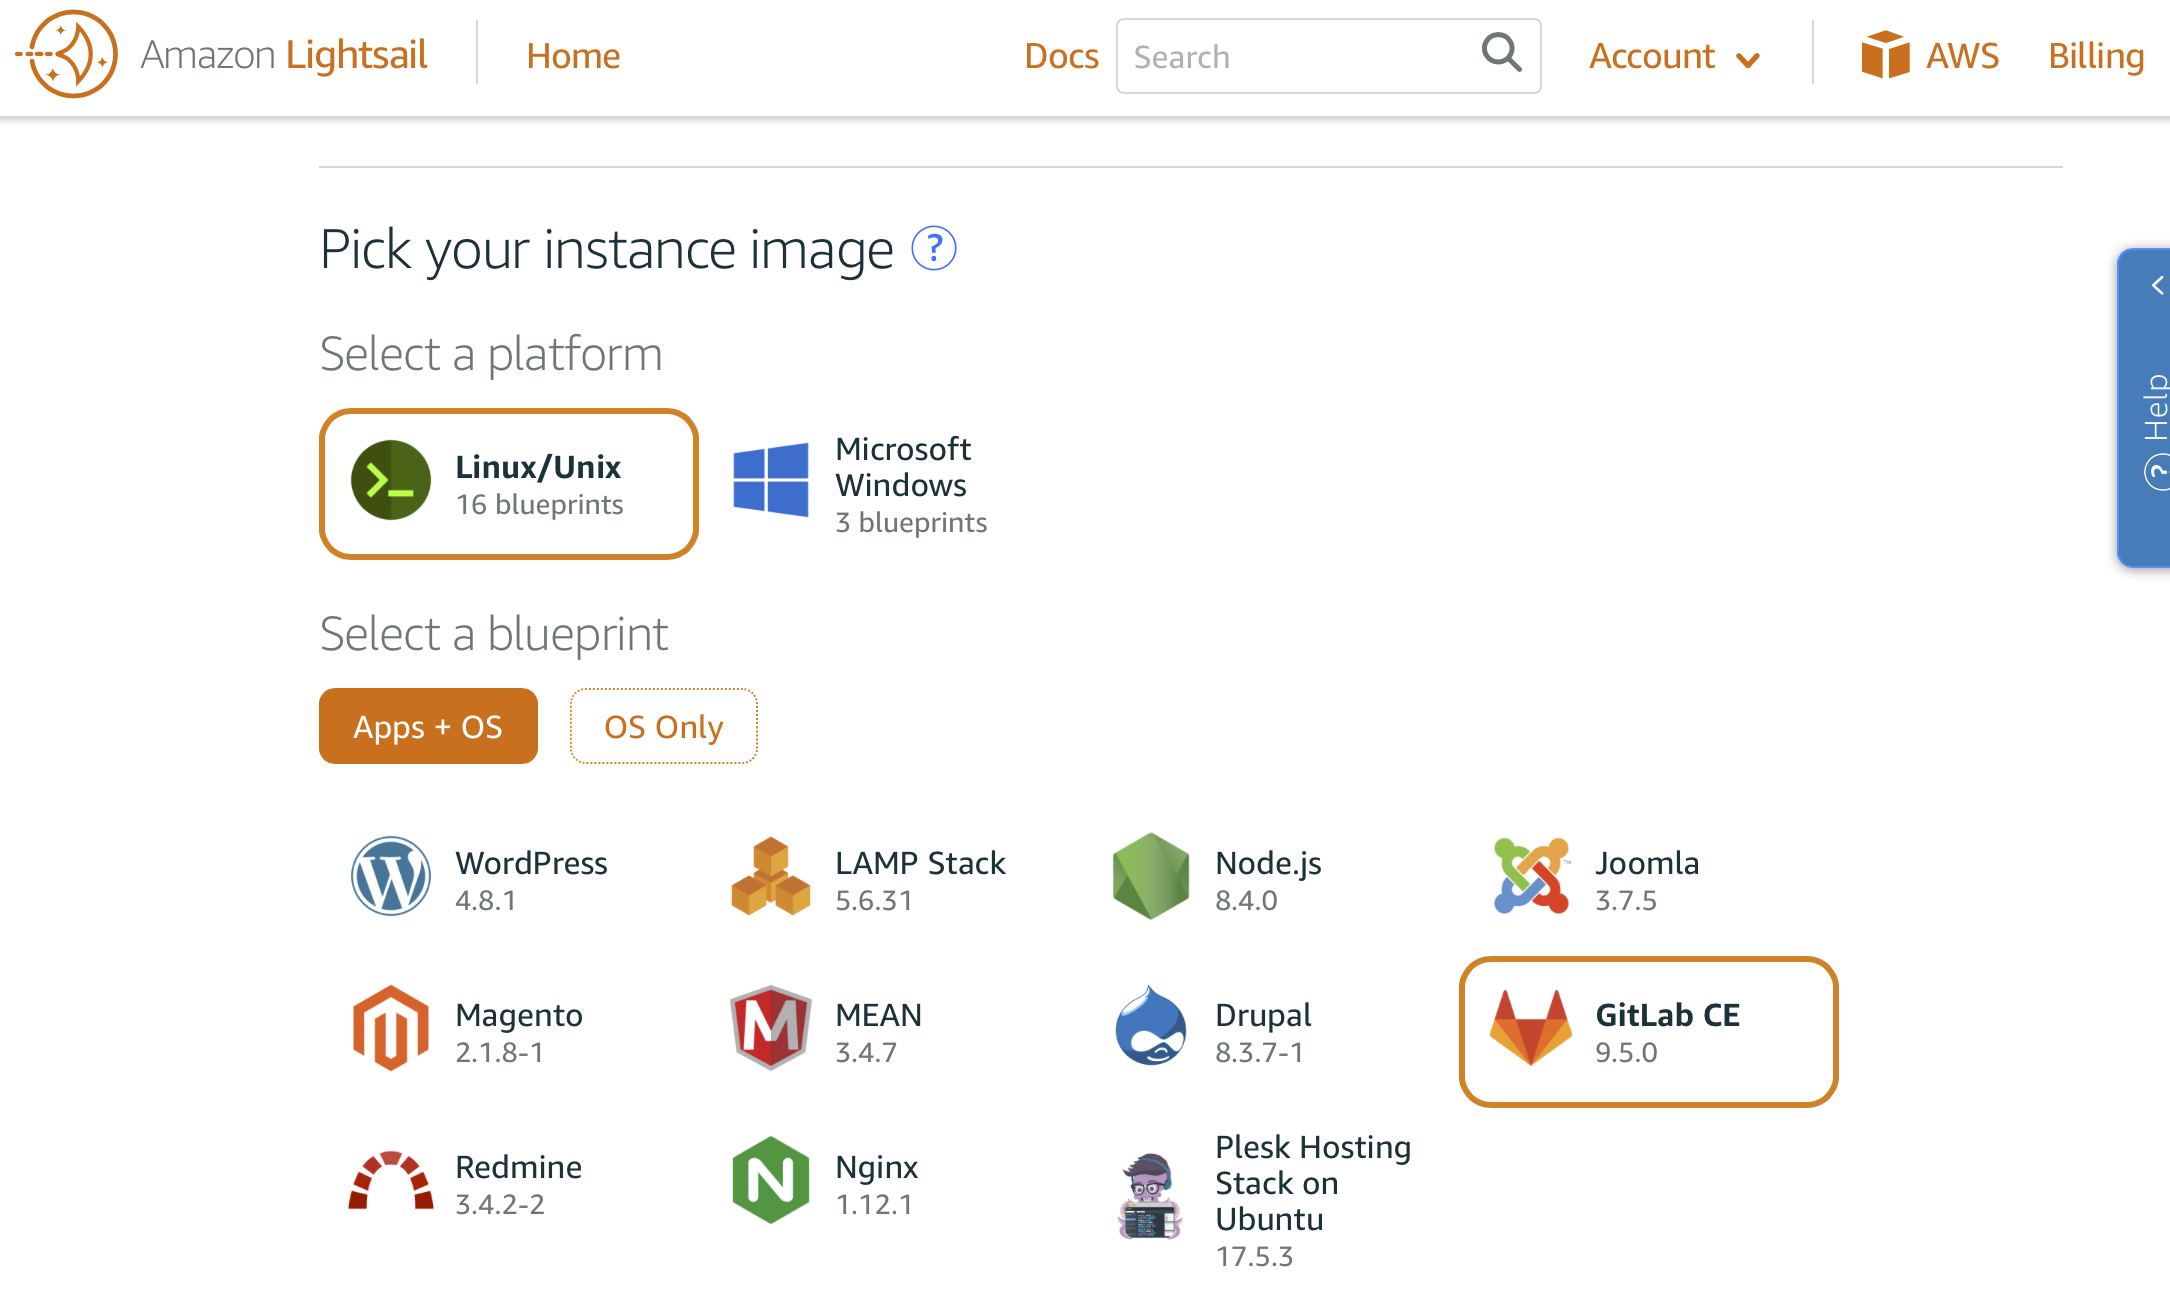 Amazon Lightsail
Home
Docs
Search
Account
AWS
Billing
Pick your instance image ?
Select a platform
Linux/Unix
16 blueprints
Microsoft
Windows
3 blueprints
? Help
Select a blueprint
Apps + OS
OS Only
WordPress
4.8.1
LAMP Stack
5.6.31
Node.js
8.4.0
Joomla
3.7.5
Magento
2.1.8-1
MEAN
3.4.7
Drupal
8.3.7-1
GitLab CE
9.5.0
Redmine
3.4.2-2
Nginx
1.12.1
Plesk Hosting
Stack on
Ubuntu
17.5.3